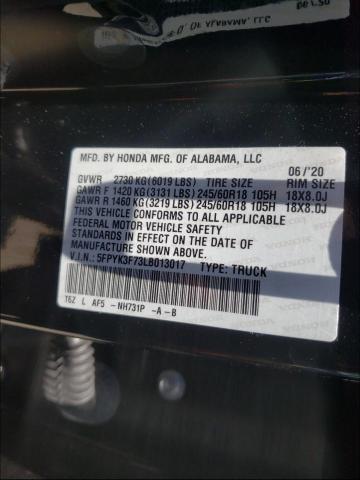 MFD. BY HONDA MFG. OF ALABAMA, LLC
06/'20
GVWR 2730 KG(6019 LBS) TIRE SIZE RIM SIZE
GAWR F 1420 KG(3131 LBS) 245/60R18 105H 18X8.0J
GAWR R 1460 KG(3219 LBS) 245/60R18 105H 18X8.0J
THIS VEHICLE CONFORMS TO ALL APPLICABLE
FEDERAL MOTOR VEHICLE SAFETY
STANDARDS IN EFFECT ON THE DATE OF
MANUFACTURE SHOWN ABOVE.
V.I.N.: 5FPYK3F73LB013017 TYPE: TRUCK
T6Z L AF5 -NH731P -A-B